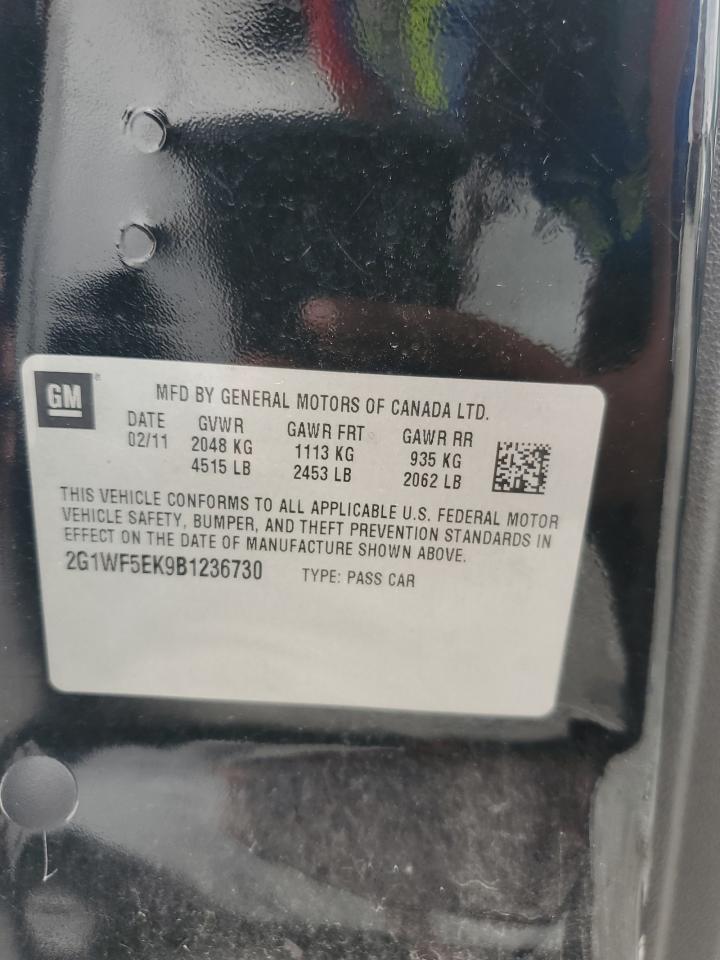 GM
MFD BY GENERAL MOTORS OF CANADA LTD.
DATE GVWR GAWR FRT GAWR RR
02/11 2048 KG 1113 KG 935 KG
4515 LB 2453 LB 2062 LB
THIS VEHICLE CONFORMS TO ALL APPLICABLE U.S. FEDERAL MOTOR
VEHICLE SAFETY, BUMPER, AND THEFT PREVENTION STANDARDS IN
EFFECT ON THE DATE OF MANUFACTURE SHOWN ABOVE.
2G1WF5EK9B1236730 TYPE: PASS CAR